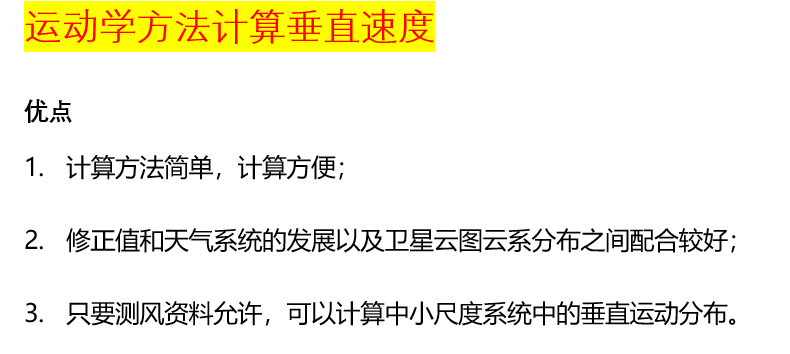 运动学方法计算垂直速度
优点
1. 计算方法简单，计算方便；
2. 修正值和天气系统的发展以及卫星云图云系分布之间配合较好；
3. 只要测风资料允许，可以计算中小尺度系统中的垂直运动分布。